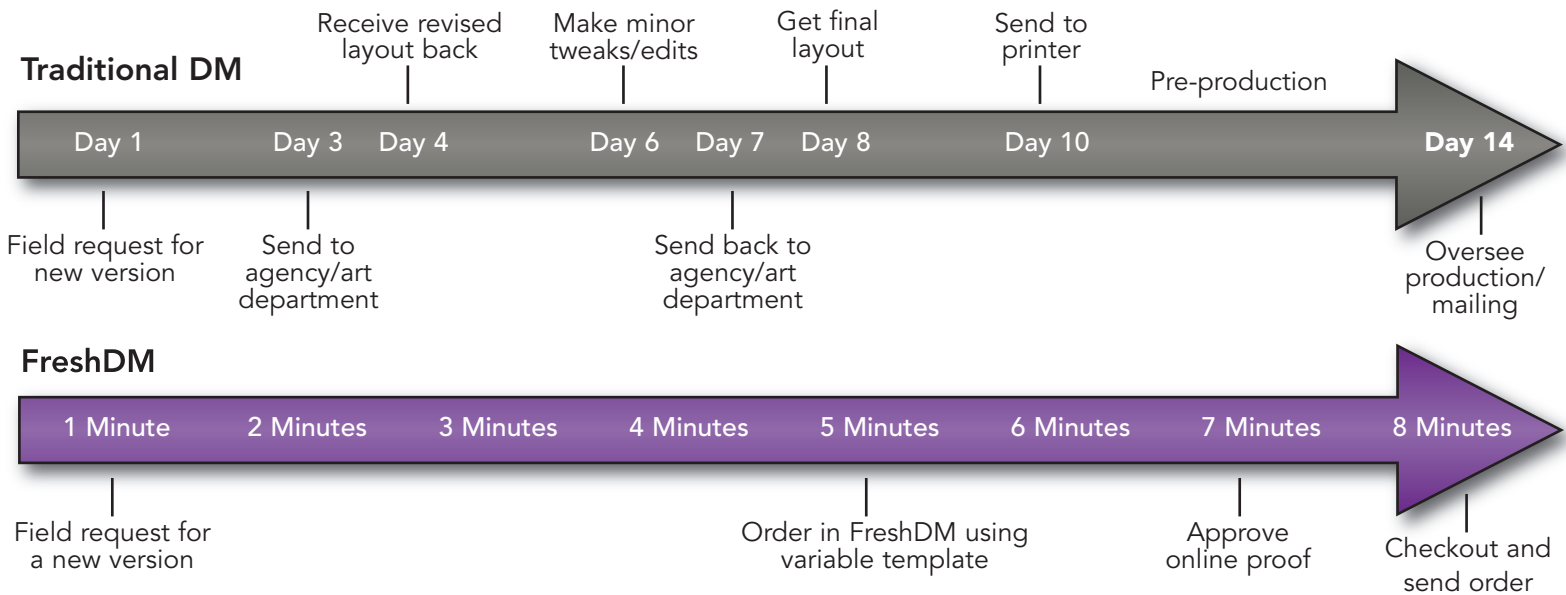 Traditional DM
Receive revised
layout back
Make minor
tweaks/edits
Get final
layout
Send to
printer
Pre-production
Day 1
Day 3
Day 4
Day 6
Day 7
Day 8
Day 10
Day 14
Field request for
new version
Send to
agency/art
department
Send back to
agency/art
department
Oversee
production/
mailing
FreshDM
1 Minute
2 Minutes
3 Minutes
4 Minutes
5 Minutes
6 Minutes
7 Minutes
8 Minutes
Field request for
a new version
Order in FreshDM using
variable template
Approve
online proof
Checkout and
send order